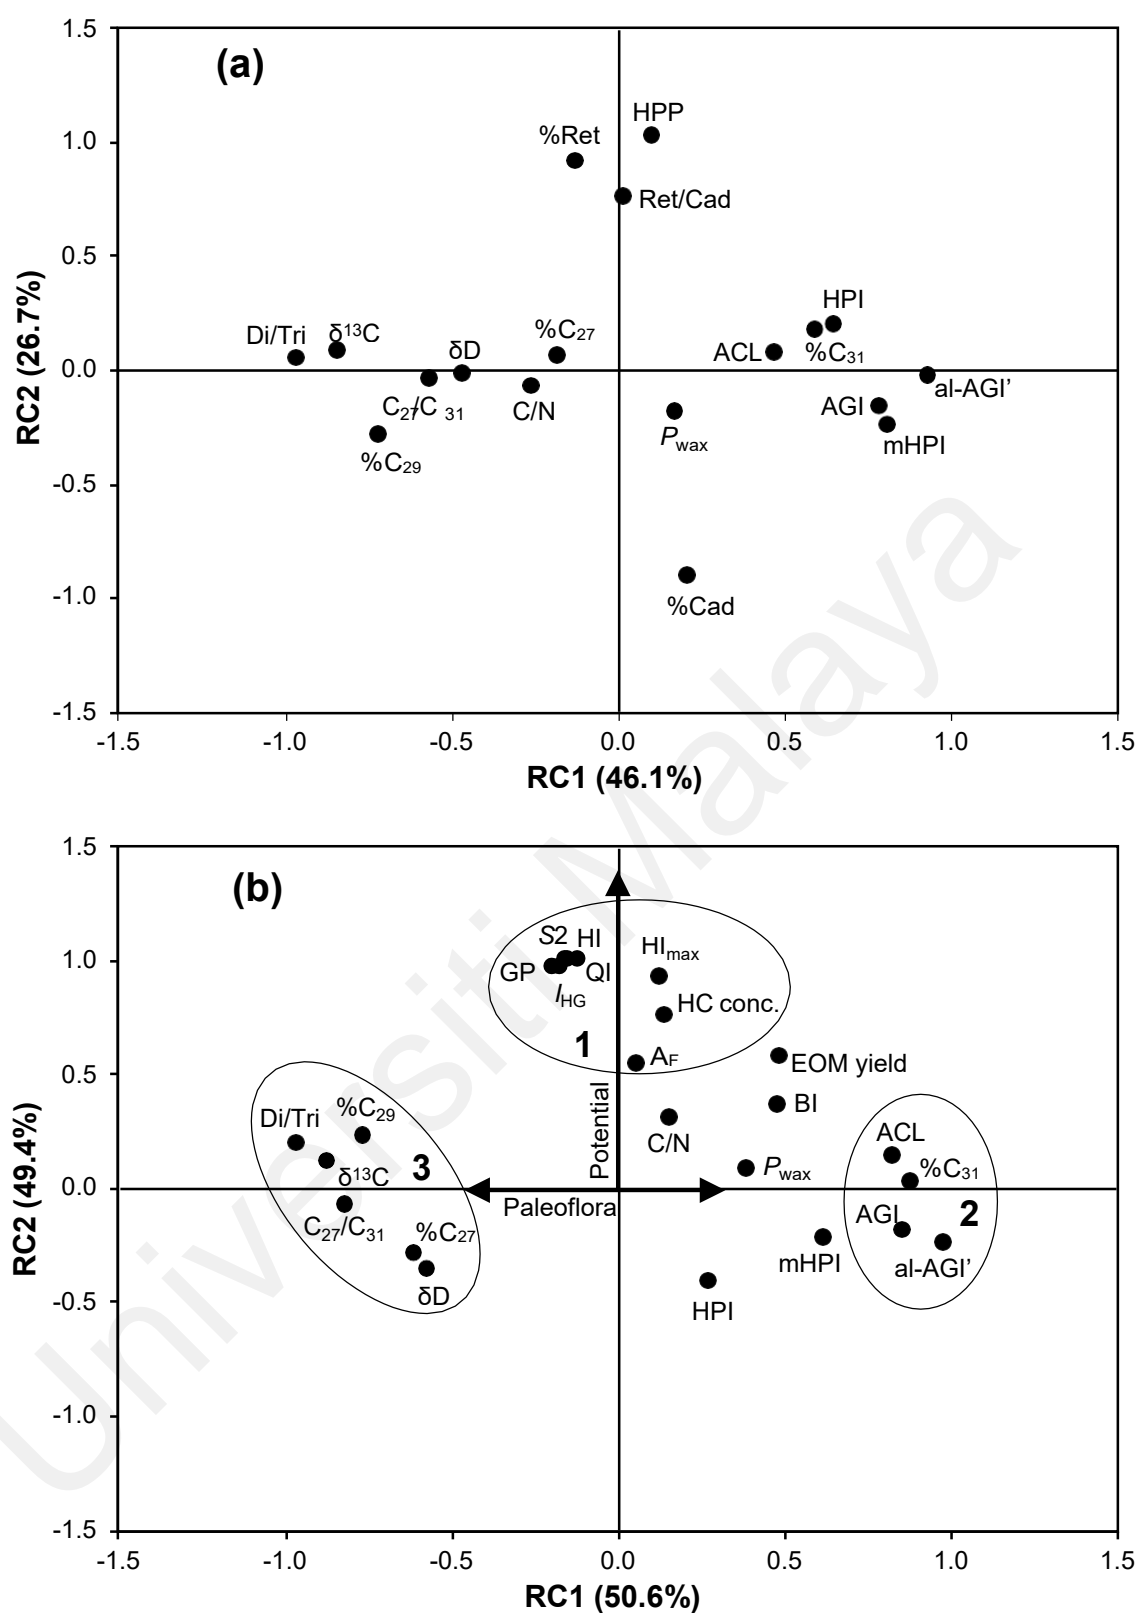 1.5
(a)
HPP
%Ret
1.0
Ret/Cad
0.5
HPI
Di/Tri
δ¹³C
%C₂₇
δD
ACL
%C₃₁
0.0
al-AGI’
C₂₇/C ₃₁
C/N
AGI
Pwax
mHPI
%C₂₉
-0.5
-1.0
%Cad
-1.5
-1.5
-1.0
-0.5
0.0
0.5
1.0
1.5
RC1 (46.1%)
RC2 (26.7%)
1.5
(b)
S2 HI
HImax
1.0
GP
QI
IHG
HC conc.
1
AF
0.5
EOM yield
BI
Potential
C/N
ACL
%C₂₉
Di/Tri
3
δ¹³C
Pwax
%C₃₁
0.0
Paleoflora
AGI
2
C₂₇/C₃₁
%C₂₇
mHPI
al-AGI’
δD
HPI
-0.5
-1.0
-1.5
-1.5
-1.0
-0.5
0.0
0.5
1.0
1.5
RC1 (50.6%)
RC2 (49.4%)
Universiti Malaya